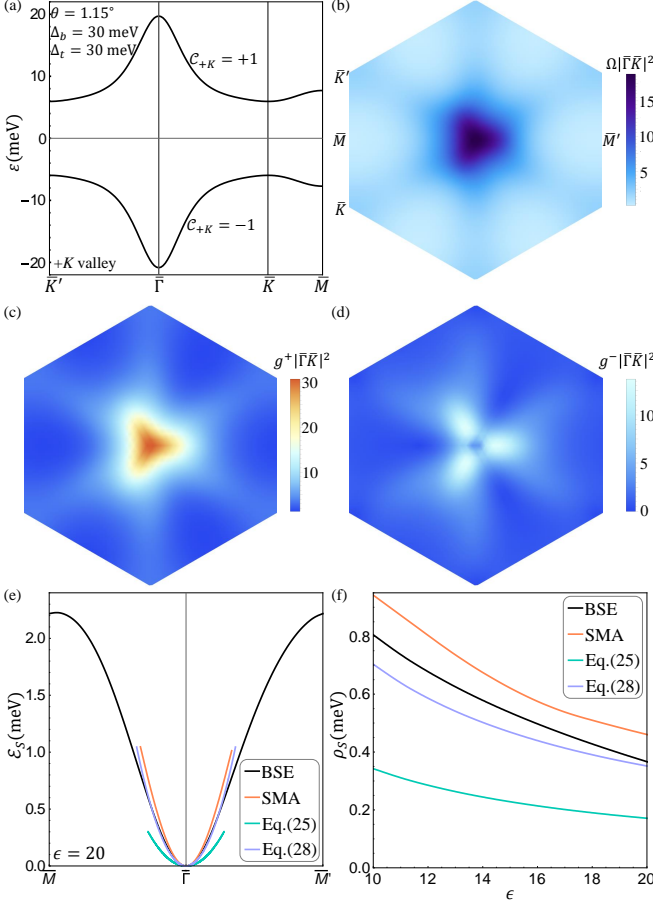 (a)
θ = 1.15°
Δ_b = 30 meV
Δ_t = 30 meV
𝒞_{+K} = +1
𝒞_{+K} = −1
+K valley
ε(meV)
20
10
0
−10
−20
K̄′
Γ̄
K̄
M̄
(b)
Ω|Γ̄K̄|²
K̄′
M̄
K̄
M̄′
15
10
5
(c)
g⁺|Γ̄K̄|²
30
20
10
(d)
g⁻|Γ̄K̄|²
10
5
0
(e)
ℰ_S(meV)
2.0
1.5
1.0
0.5
0.0
BSE
SMA
Eq.(25)
Eq.(28)
ϵ = 20
M̄
Γ̄
M̄′
(f)
ρ_S(meV)
0.8
0.6
0.4
0.2
0
BSE
SMA
Eq.(25)
Eq.(28)
10
12
14
16
18
20
ϵ